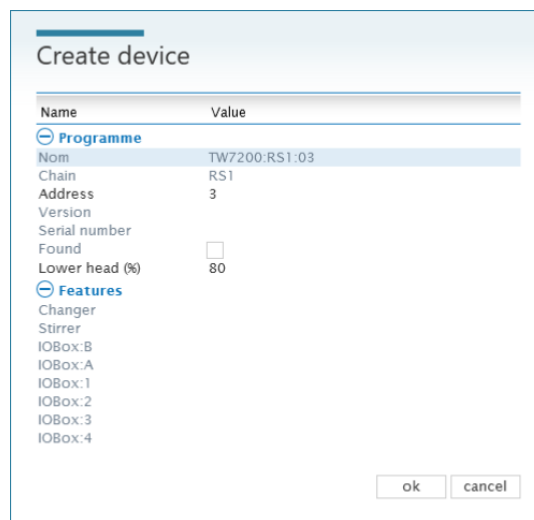 Create device
Name Value
Programme
Nom TW7200:RS1:03
Chain RS1
Address 3
Version
Serial number
Found
Lower head (%) 80
Features
Changer
Stirrer
IOBox:B
IOBox:A
IOBox:1
IOBox:2
IOBox:3
IOBox:4
ok cancel